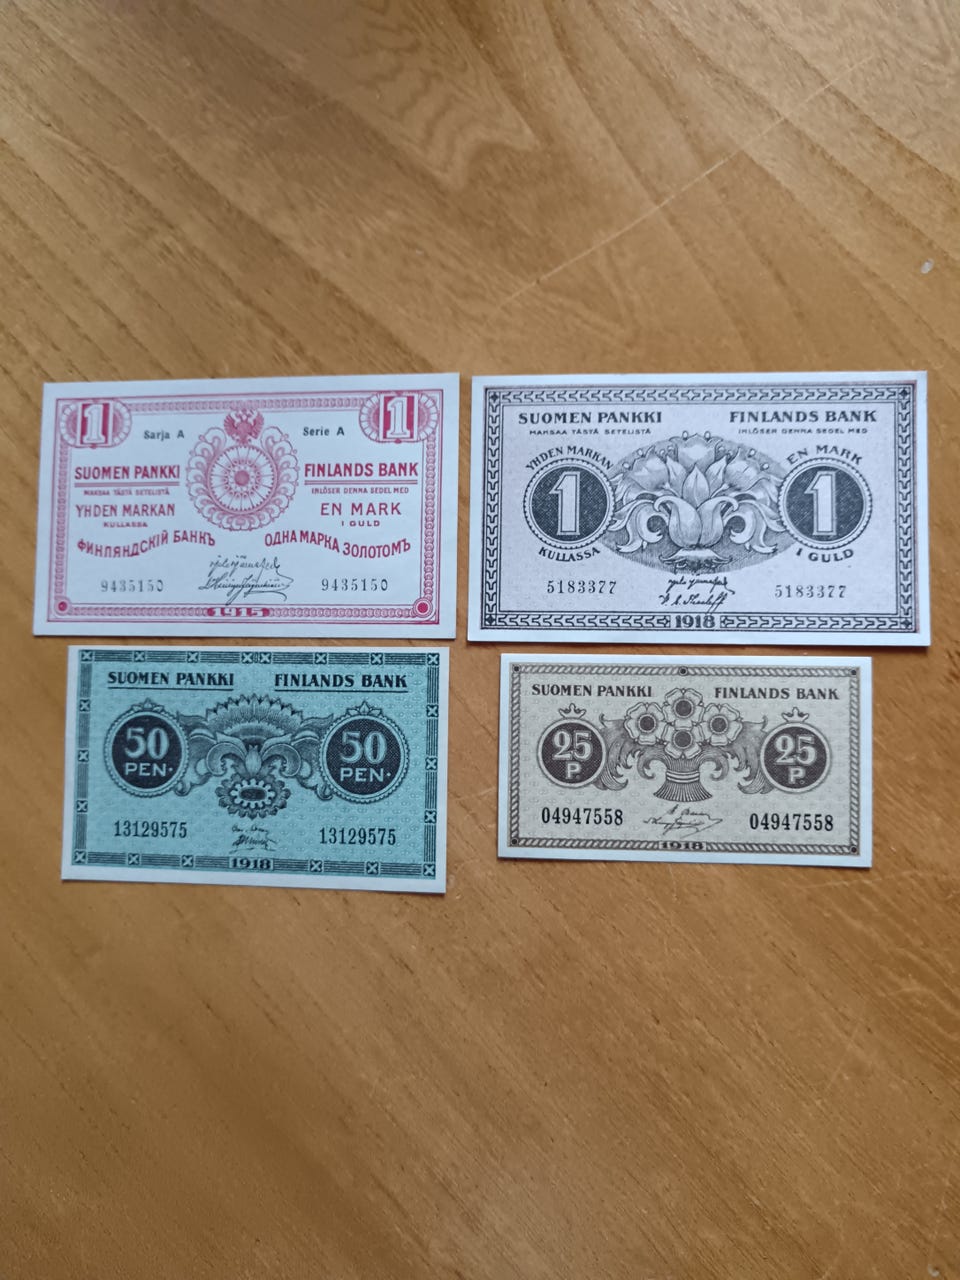 1 1
Sarja A Serie A
SUOMEN PANKKI FINLANDS BANK
MAKSAA TÄSTÄ SETELISTÄ INLÖSER DENNA SEDEL MED
YHDEN MARKAN EN MARK
KULLASSA I GULD
ФИНЛЯНДСКІЙ БАНКЪ ОДНА МАРКА ЗОЛОТОМЪ
9435150 9435150
1915
SUOMEN PANKKI FINLANDS BANK
MAKSAA TÄSTÄ SETELISTÄ INLÖSER DENNA SEDEL MED
YHDEN MARKAN EN MARK
1 1
KULLASSA I GULD
5183377 5183377
1918
SUOMEN PANKKI FINLANDS BANK
50 50
PEN. PEN.
13129575 13129575
1918
SUOMEN PANKKI FINLANDS BANK
25 25
P. P.
04947558 04947558
1918